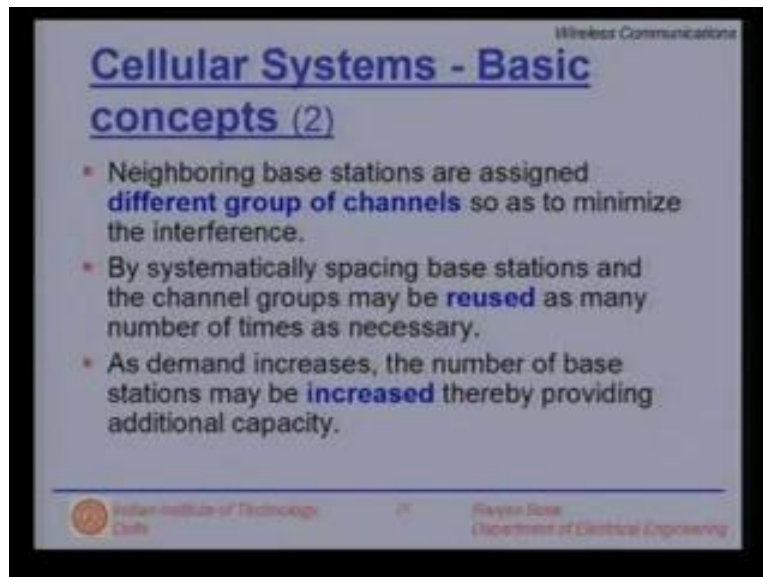 Wireless Communications
Cellular Systems - Basic
concepts (2)
Neighboring base stations are assigned
different group of channels so as to minimize
the interference.
By systematically spacing base stations and
the channel groups may be reused as many
number of times as necessary.
As demand increases, the number of base
stations may be increased thereby providing
additional capacity.
Indian Institute of Technology
Delhi
Ranjan Bose
Department of Electrical Engineering